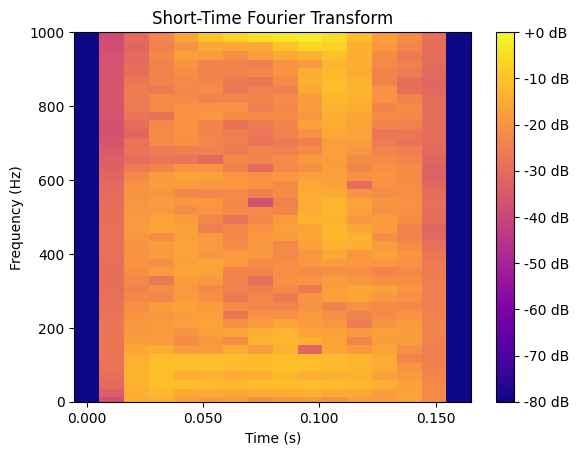 Short-Time Fourier Transform
1000
800
600
400
200
0
Frequency (Hz)
0.000
0.050
0.100
0.150
Time (s)
+0 dB
-10 dB
-20 dB
-30 dB
-40 dB
-50 dB
-60 dB
-70 dB
-80 dB